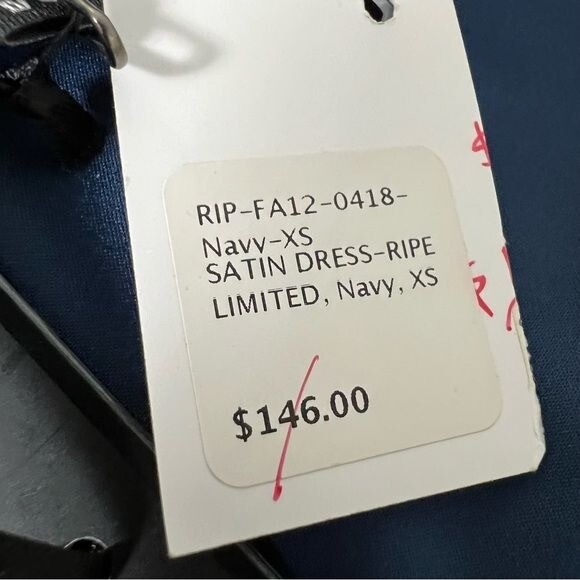 RIP-FA12-0418-
Navy-XS
SATIN DRESS-RIPE
LIMITED, Navy, XS
$146.00
$